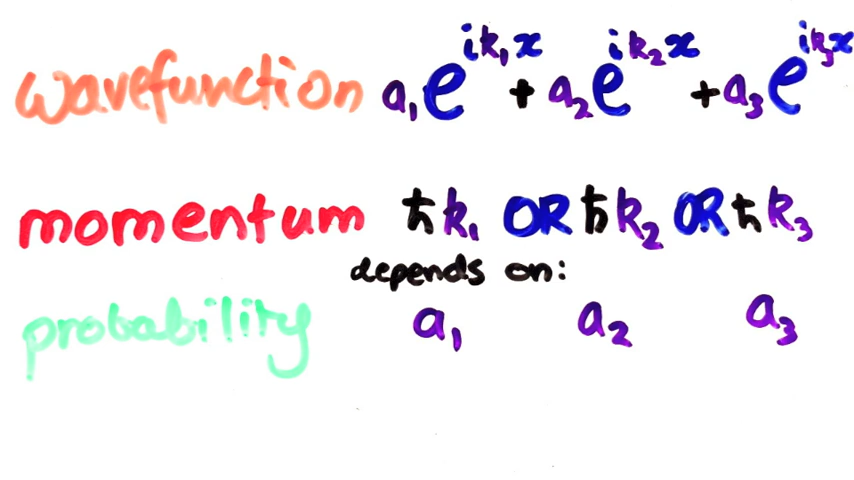 wavefunction a₁e^{ik₁x} + a₂e^{ik₂x} + a₃e^{ik₃x}
momentum ħk₁ OR ħk₂ OR ħk₃
depends on:
probability a₁ a₂ a₃